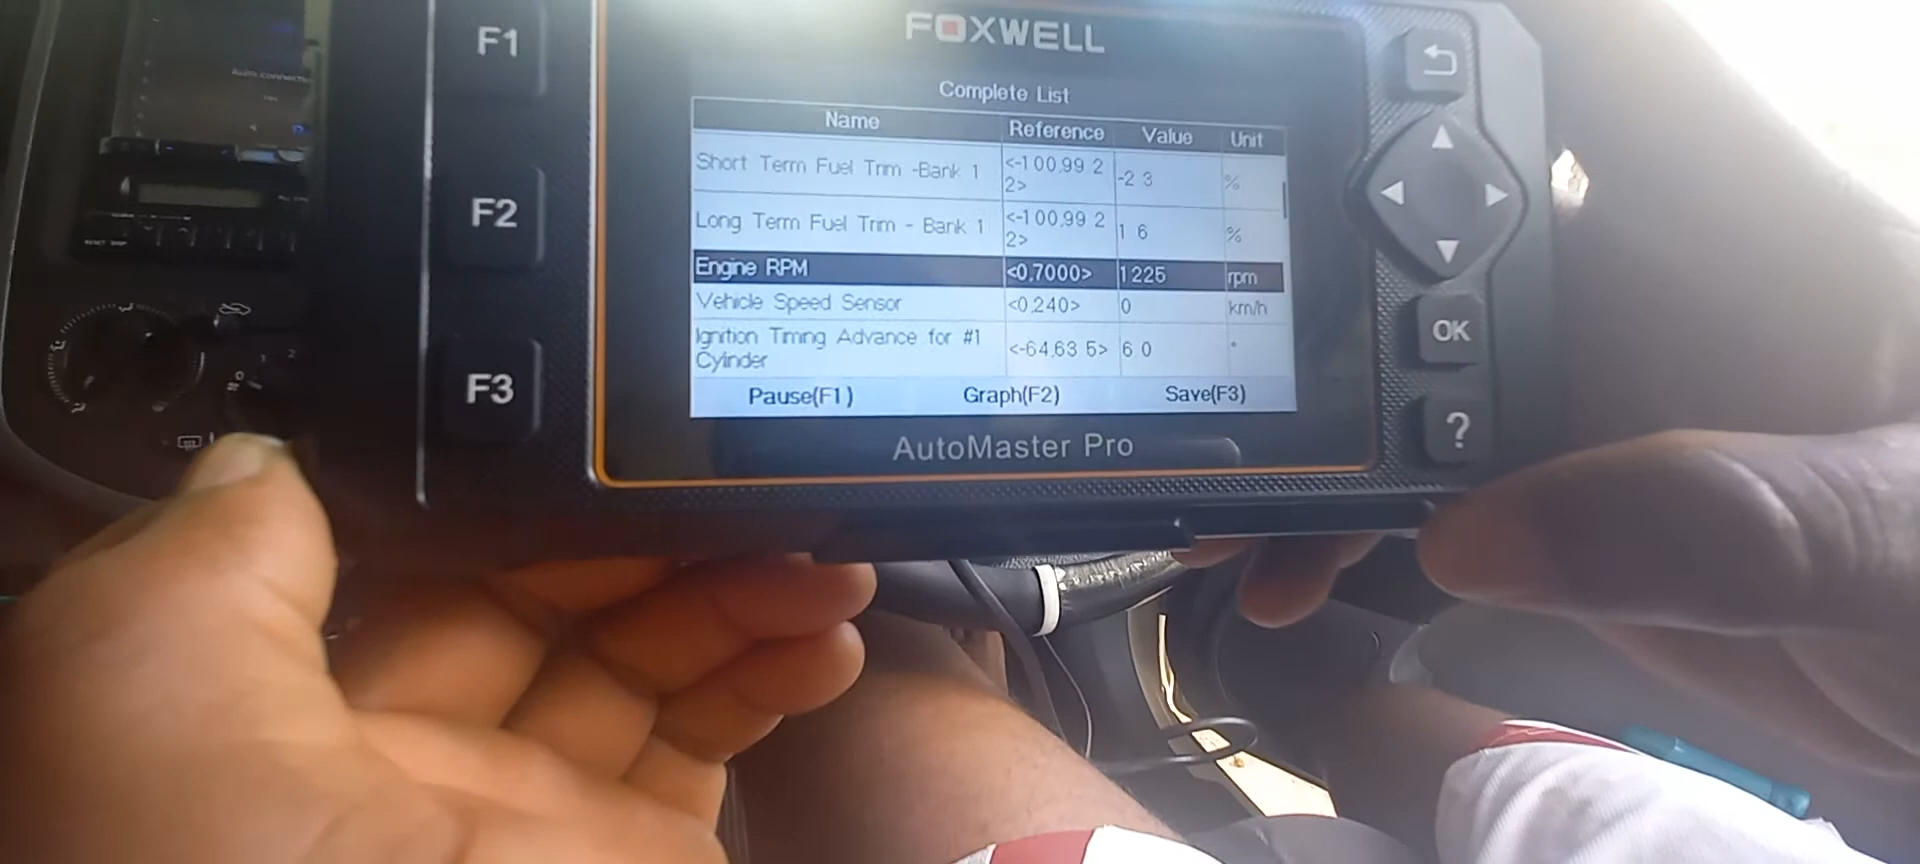 F1
F2
F3
FOXWELL
Complete List
Name Reference Value Unit
Short Term Fuel Trim -Bank 1 <-100.99 2 2> -2 3 %
Long Term Fuel Trim - Bank 1 <-100.99 2 2> 1 6 %
Engine RPM <0,7000> 1225 rpm
Vehicle Speed Sensor <0,240> 0 km/h
Ignition Timing Advance for #1 Cylinder <-64,63 5> 6 0 °
Pause(F1) Graph(F2) Save(F3)
AutoMaster Pro
OK
?
1 2
0